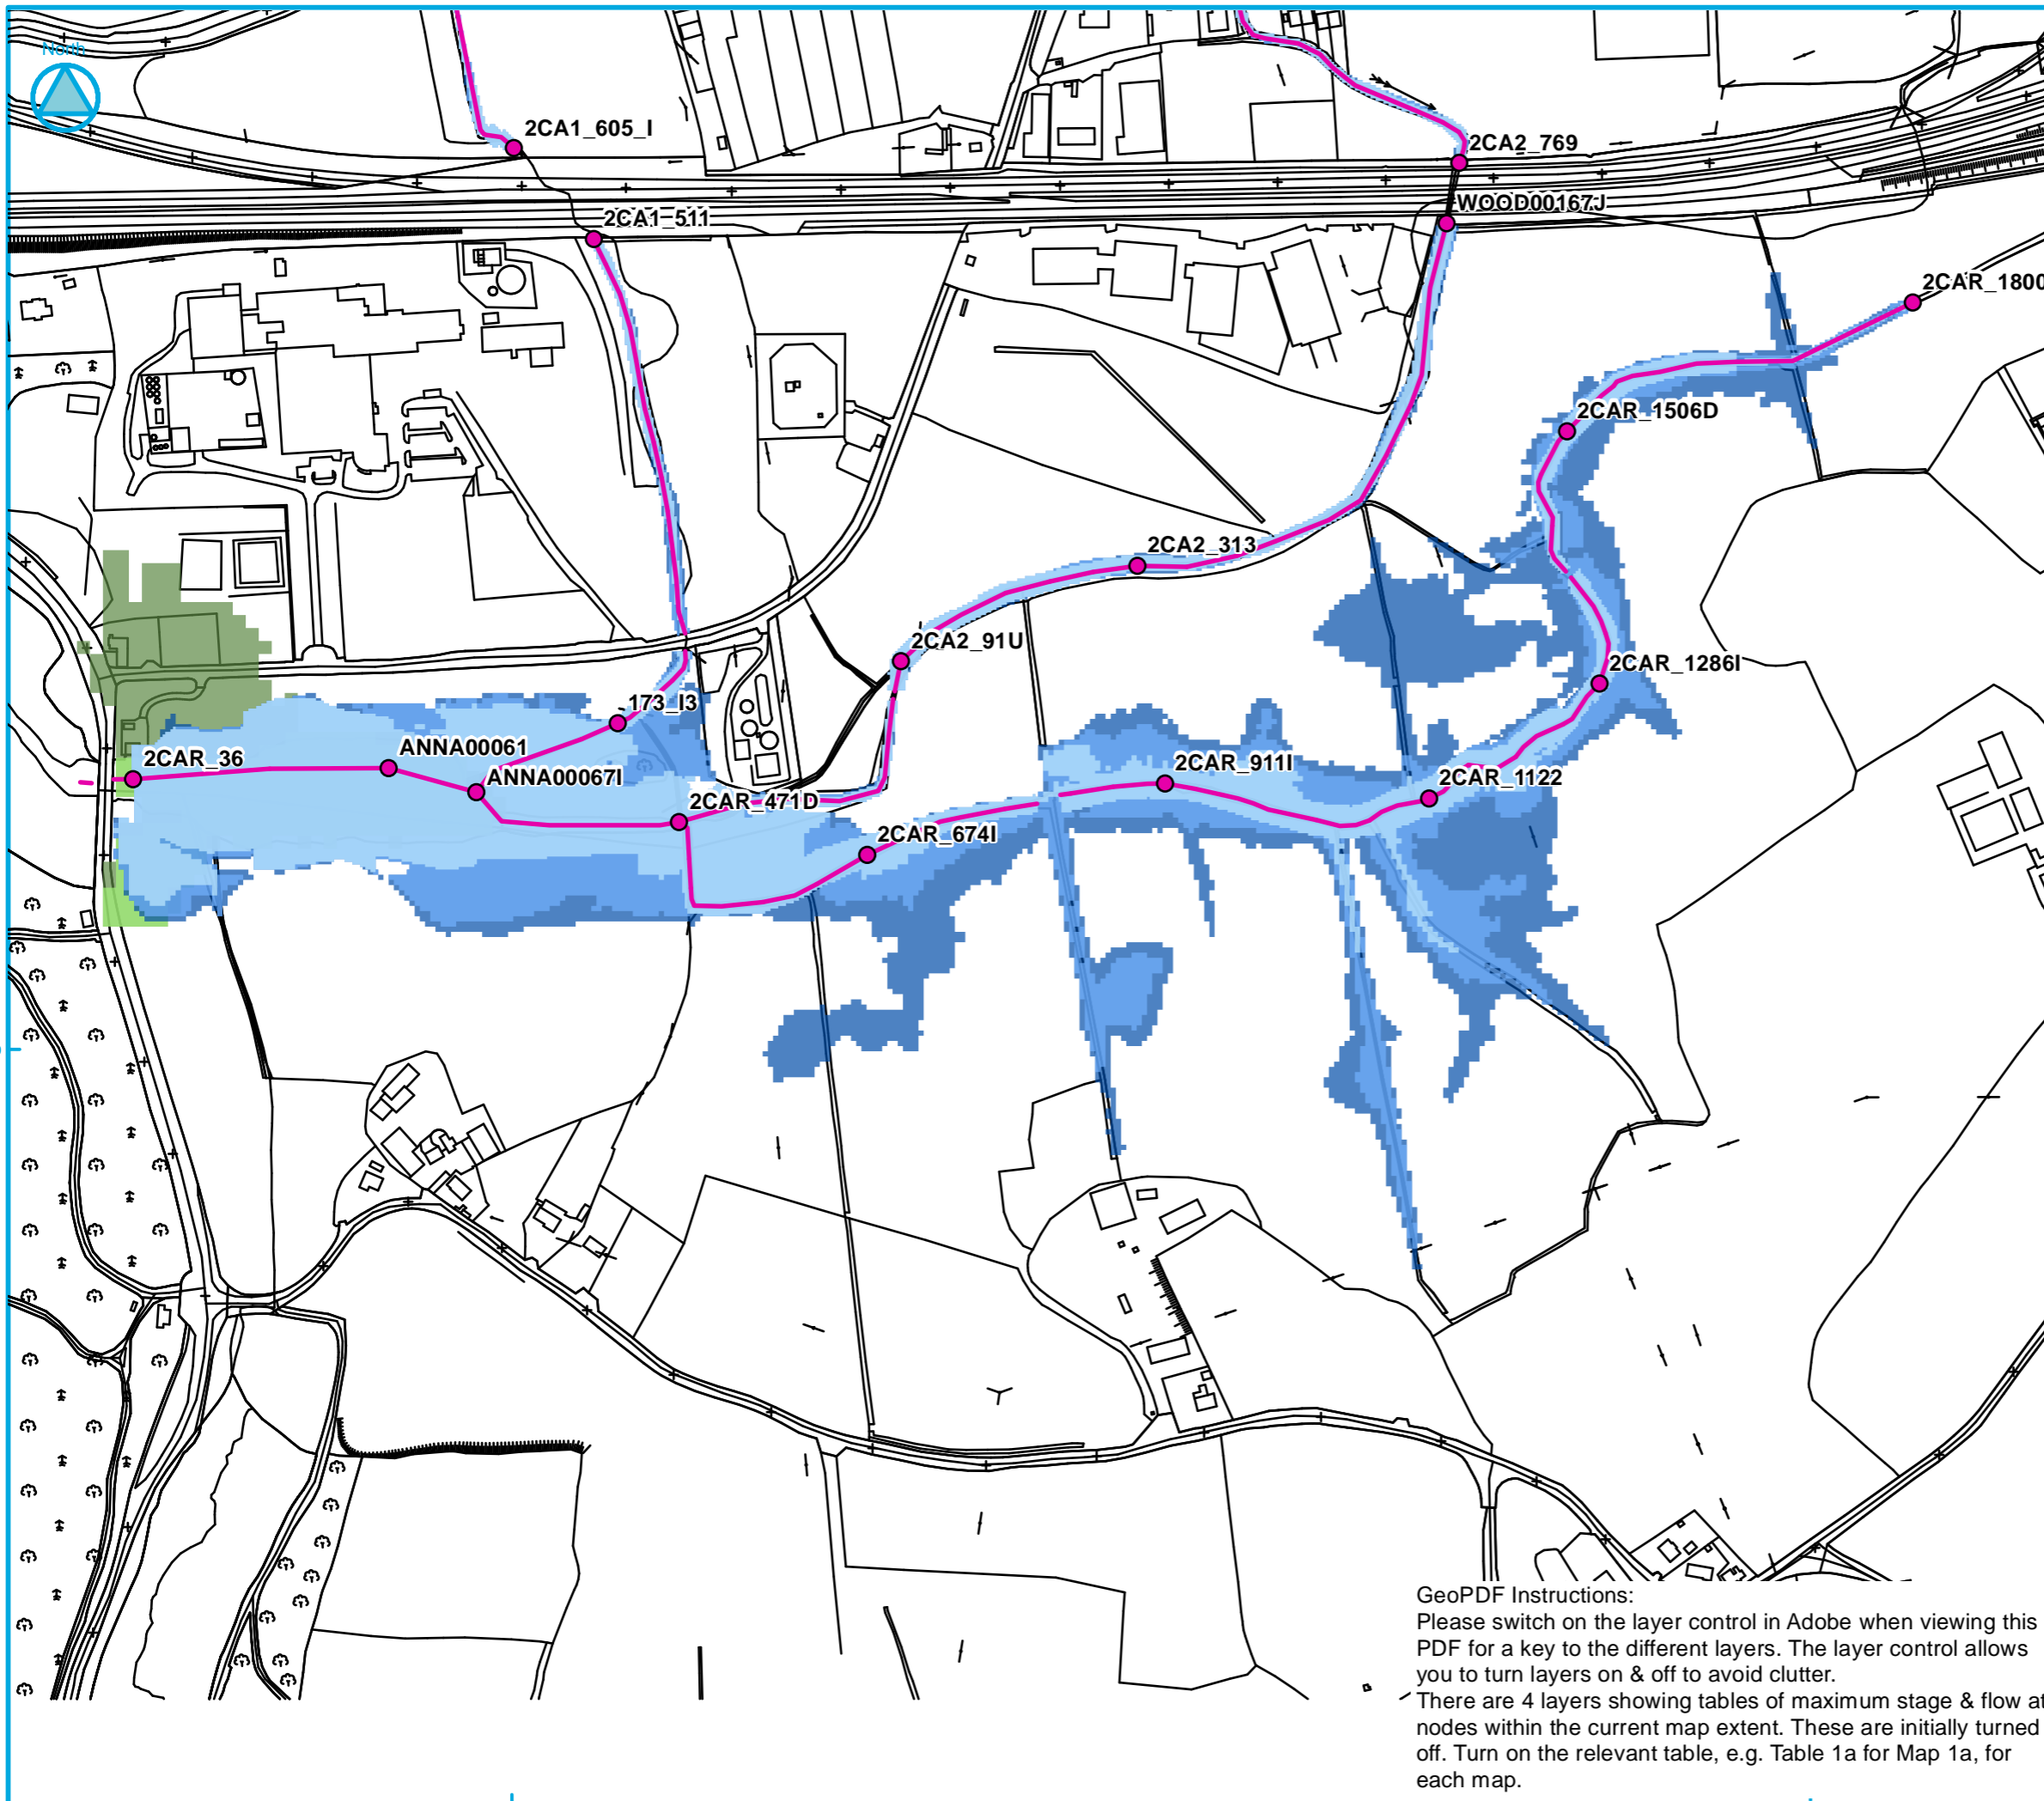 North
2CA1_605_I
2CA2_769
2CA1_511
WOOD00167J
2CAR_1800
2CAR_1506D
2CA2_313
2CA2_91U
2CAR_1286I
173_I3
ANNA00061
2CAR_36
ANNA00067I
2CAR_911I
2CAR_1122
2CAR_471D
2CAR_674I
GeoPDF Instructions:
Please switch on the layer control in Adobe when viewing this
PDF for a key to the different layers. The layer control allows
you to turn layers on & off to avoid clutter.
There are 4 layers showing tables of maximum stage & flow at
nodes within the current map extent. These are initially turned
off. Turn on the relevant table, e.g. Table 1a for Map 1a, for
each map.